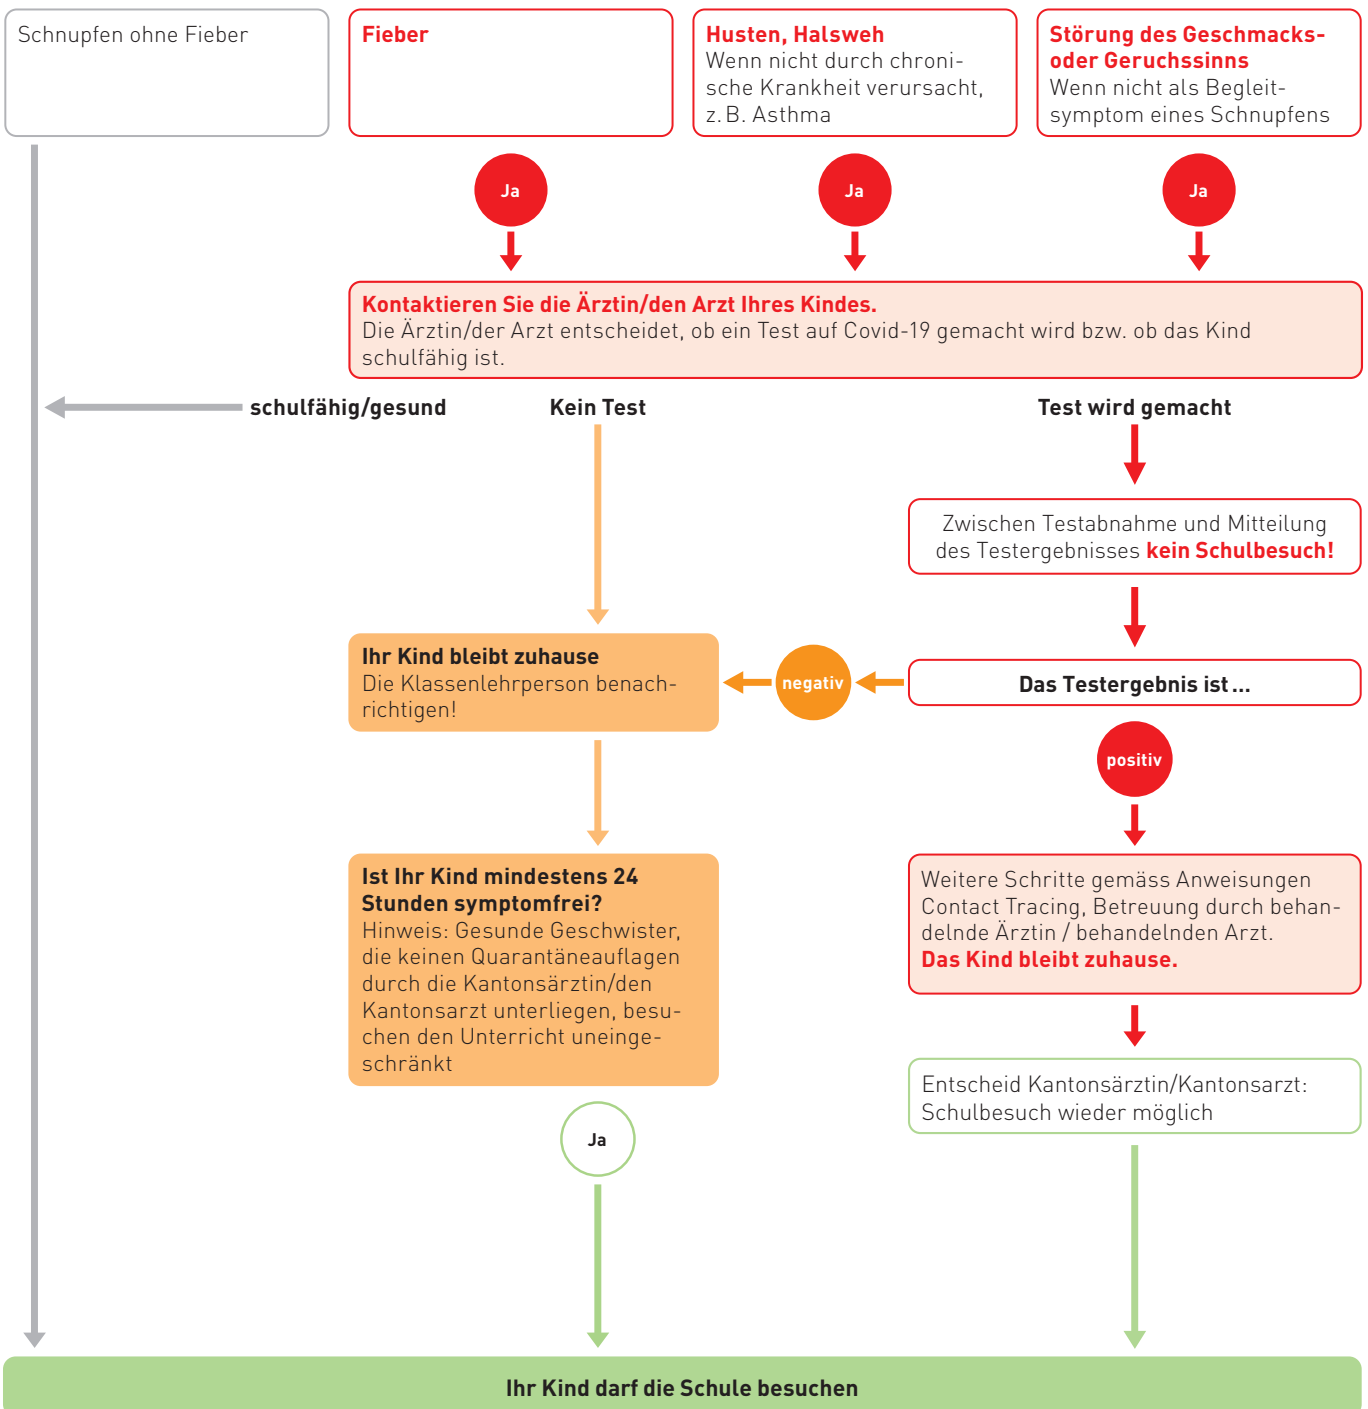 Schnupfen ohne Fieber
Fieber
Husten, Halsweh
Wenn nicht durch chroni-
sche Krankheit verursacht,
z. B. Asthma
Störung des Geschmacks-
oder Geruchssinns
Wenn nicht als Begleit-
symptom eines Schnupfens
Ja
Ja
Ja
Kontaktieren Sie die Ärztin/den Arzt Ihres Kindes.
Die Ärztin/der Arzt entscheidet, ob ein Test auf Covid-19 gemacht wird bzw. ob das Kind
schulfähig ist.
schulfähig/gesund
Kein Test
Test wird gemacht
Zwischen Testabnahme und Mitteilung
des Testergebnisses kein Schulbesuch!
Ihr Kind bleibt zuhause
Die Klassenlehrperson benach-
richtigen!
negativ
Das Testergebnis ist ...
positiv
Ist Ihr Kind mindestens 24
Stunden symptomfrei?
Hinweis: Gesunde Geschwister,
die keinen Quarantäneauflagen
durch die Kantonsärztin/den
Kantonsarzt unterliegen, besu-
chen den Unterricht uneinge-
schränkt
Weitere Schritte gemäss Anweisungen
Contact Tracing, Betreuung durch behan-
delnde Ärztin / behandelnden Arzt.
Das Kind bleibt zuhause.
Entscheid Kantonsärztin/Kantonsarzt:
Schulbesuch wieder möglich
Ja
Ihr Kind darf die Schule besuchen